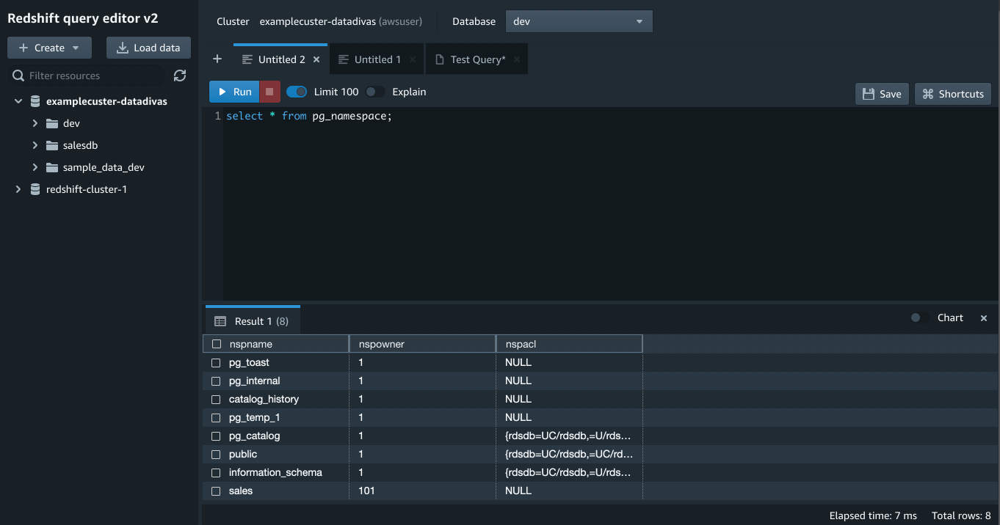 Redshift query editor v2
Create
Load data
Filter resources
examplecuster-datadivas
dev
salesdb
sample_data_dev
redshift-cluster-1
Cluster examplecuster-datadivas (awsuser) Database dev
+ Untitled 2 × Untitled 1 × Test Query* ×
Run Limit 100 Explain Save Shortcuts
1 select * from pg_namespace;
Result 1 (8) Chart ×
nspname nspowner nspacl
pg_toast 1 NULL
pg_internal 1 NULL
catalog_history 1 NULL
pg_temp_1 1 NULL
pg_catalog 1 {rdsdb=UC/rdsdb,=U/rds...
public 1 {rdsdb=UC/rdsdb,=UC/rd...
information_schema 1 {rdsdb=UC/rdsdb,=U/rds...
sales 101 NULL
Elapsed time: 7 ms Total rows: 8